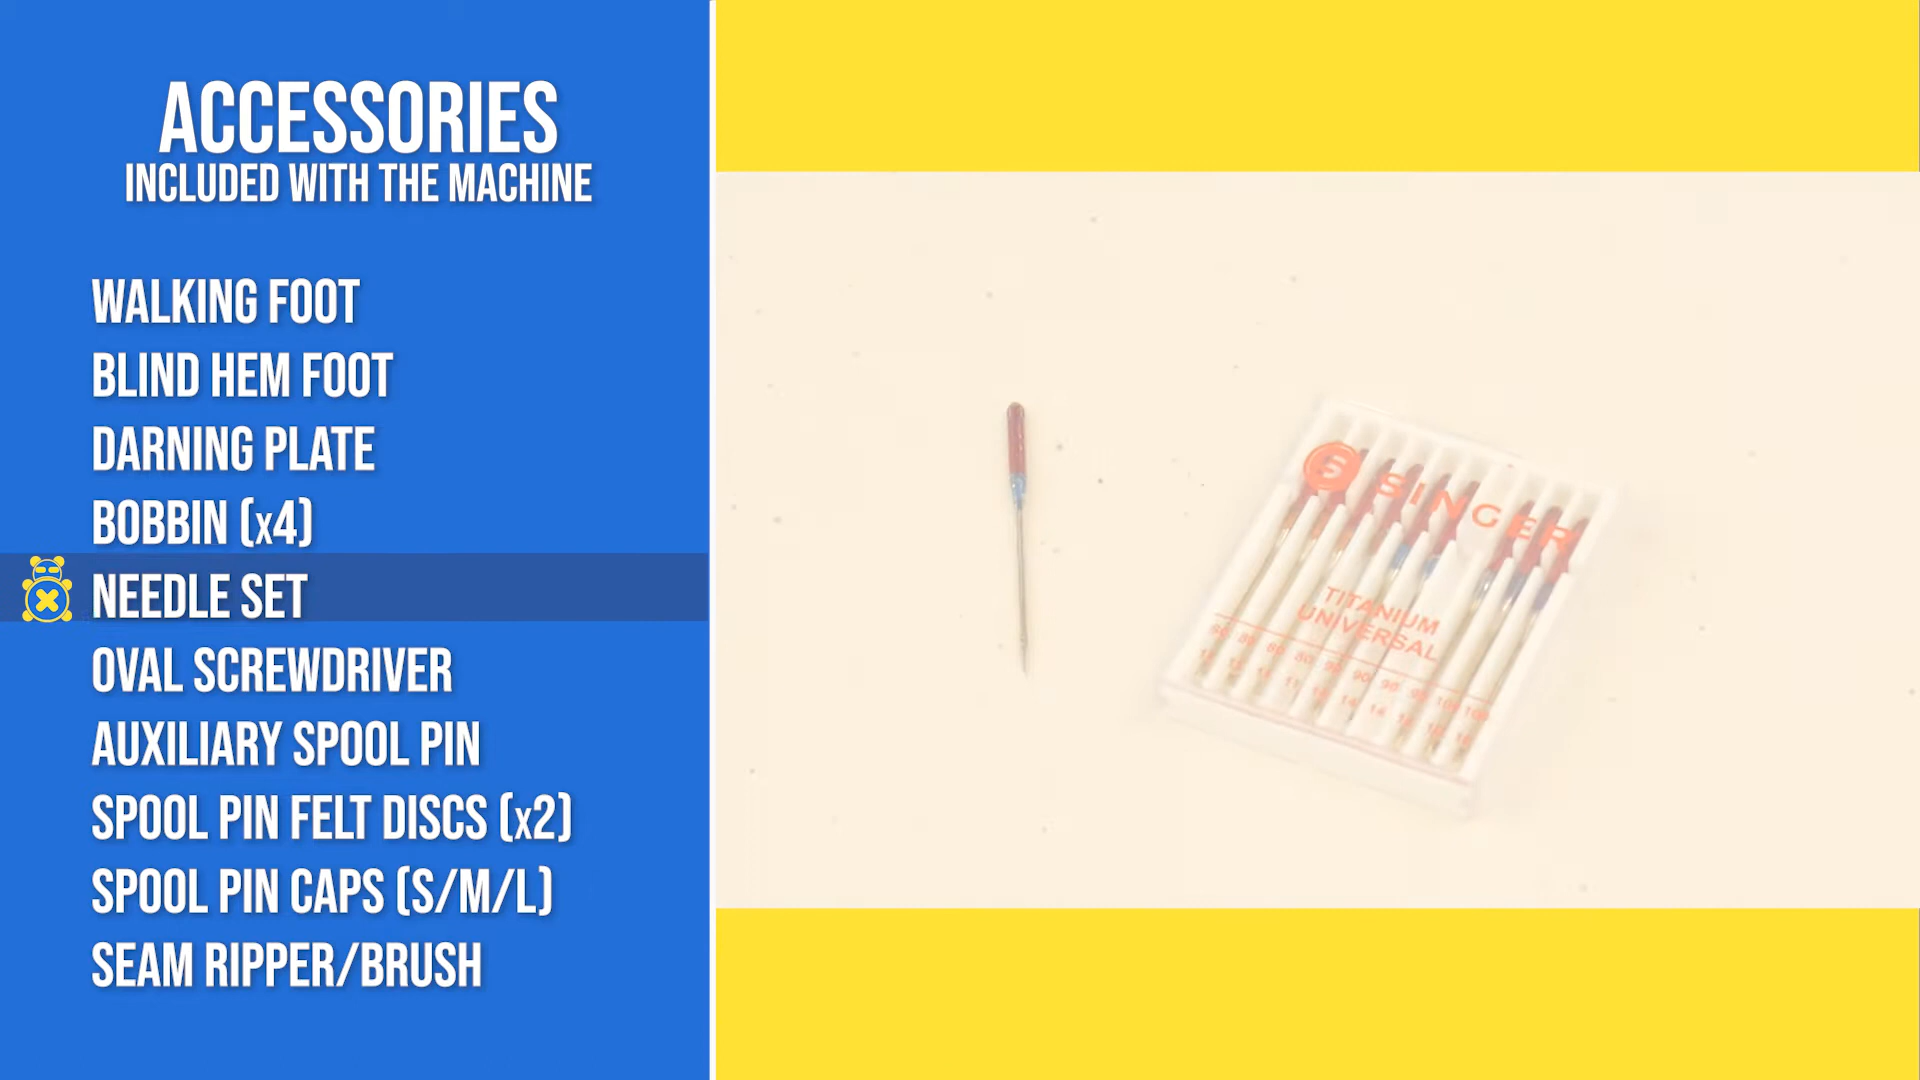 ACCESSORIES
INCLUDED WITH THE MACHINE
WALKING FOOT
BLIND HEM FOOT
DARNING PLATE
BOBBIN (x4)
NEEDLE SET
OVAL SCREWDRIVER
AUXILIARY SPOOL PIN
SPOOL PIN FELT DISCS (x2)
SPOOL PIN CAPS (S/M/L)
SEAM RIPPER/BRUSH
S SINGER
TITANIUM
UNIVERSAL